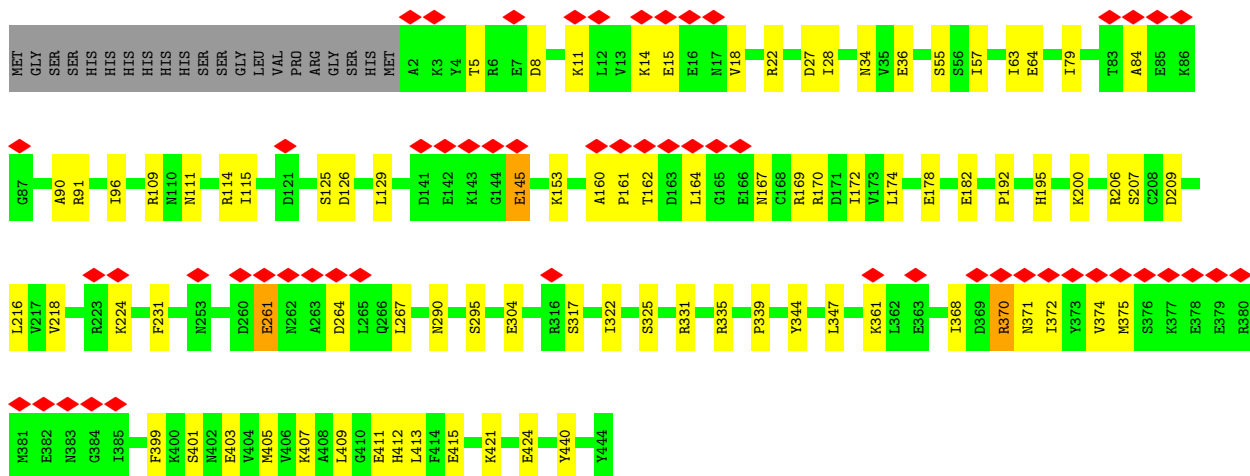 MET GLY SER SER HIS HIS HIS HIS HIS HIS SER SER GLY LEU VAL PRO ARG GLY SER HIS MET A2 K3 Y4 T5 R6 E7 D8 K11 L12 V13 K14 E15 E16 N17 V18 R22 D27 I28 N34 V35 E36 S55 S56 I57 I63 E64 I79 T83 A84 E85 K86
G87 A90 R91 I96 R109 N110 N111 R114 I115 D121 S125 D126 L129 D141 E142 K143 G144 E145 K153 A160 P161 T162 D163 L164 G165 E166 N167 C168 R169 R170 D171 I172 V173 L174 E178 E182 P192 H195 K200 R206 S207 C208 D209
L216 V217 V218 R223 K224 F231 N253 D260 E261 N262 A263 D264 L265 Q266 L267 N290 S295 E304 R316 S317 I322 S325 R331 R335 P339 Y344 L347 K361 L362 E363 I368 D369 R370 N371 I372 Y373 V374 M375 S376 K377 E378 E379 R380
M381 E382 N383 G384 I385 F399 K400 S401 N402 E403 V404 M405 V406 K407 A408 L409 G410 E411 H412 L413 F414 E415 K421 E424 Y440 Y444